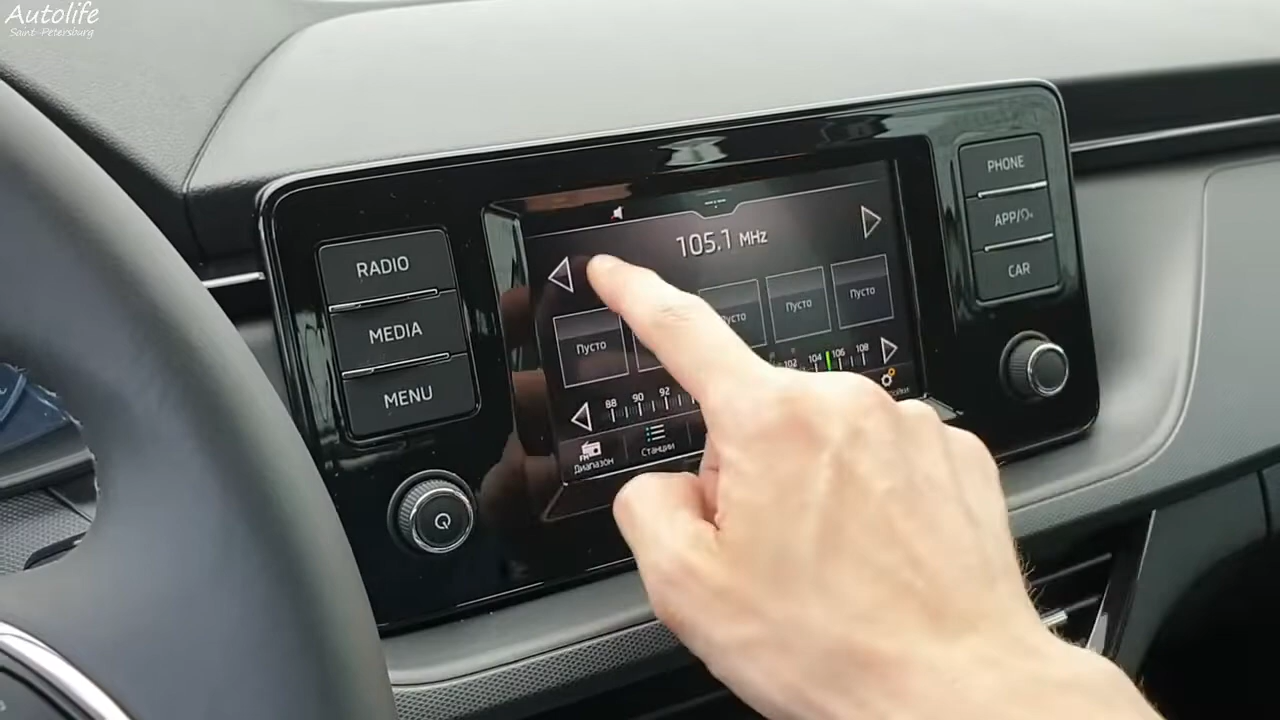 Autolife
Saint-Petersburg
RADIO
MEDIA
MENU
105.1 MHz
Пусто
Пусто
Пусто
Пусто
88 90 92 102 104 106 108
FM
Диапазон
Станции
PHONE
APP/
CAR